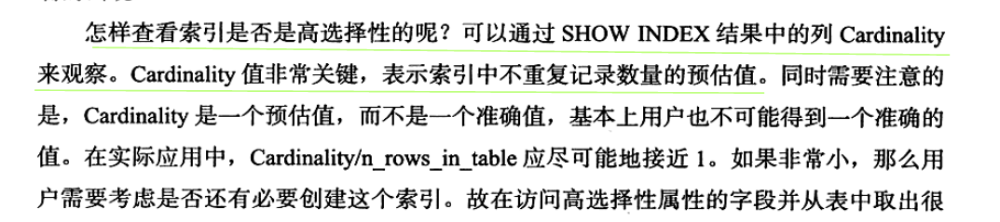 怎样查看索引是否是高选择性的呢？可以通过 SHOW INDEX 结果中的列 Cardinality
来观察。Cardinality 值非常关键，表示索引中不重复记录数量的预估值。同时需要注意的
是，Cardinality 是一个预估值，而不是一个准确值，基本上用户也不可能得到一个准确的
值。在实际应用中，Cardinality/n_rows_in_table 应尽可能地接近 1。如果非常小，那么用
户需要考虑是否还有必要创建这个索引。故在访问高选择性属性的字段并从表中取出很